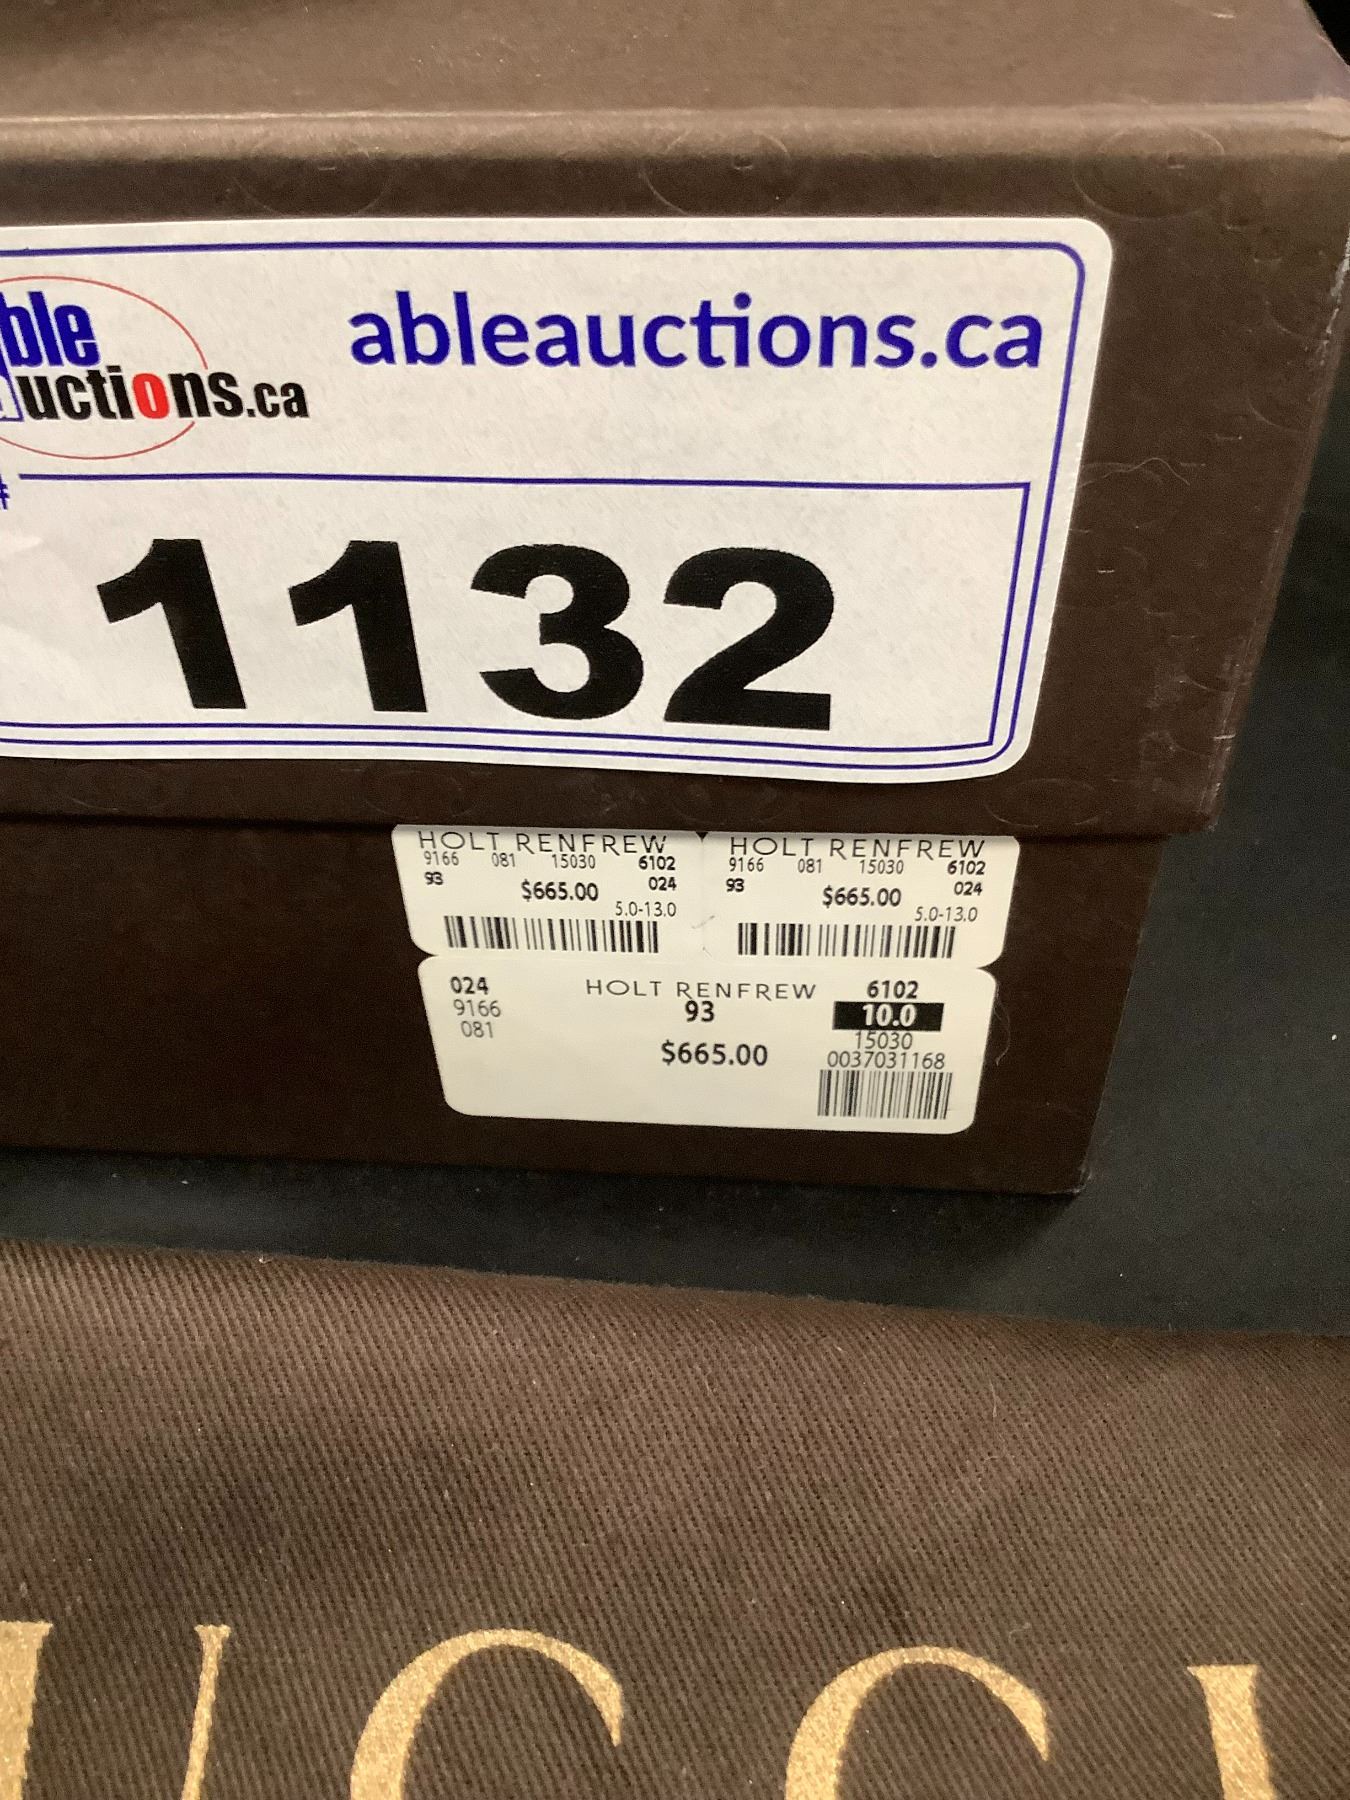 ble
uctions.ca
ableauctions.ca
#
1132
HOLT RENFREW
9166 081 15030 6102
93 $665.00 024
5.0-13.0
HOLT RENFREW
9166 081 15030 6102
93 $665.00 024
5.0-13.0
024 HOLT RENFREW 6102
9166 93 10.0
081 15030
$665.00 0037031168
UCCI